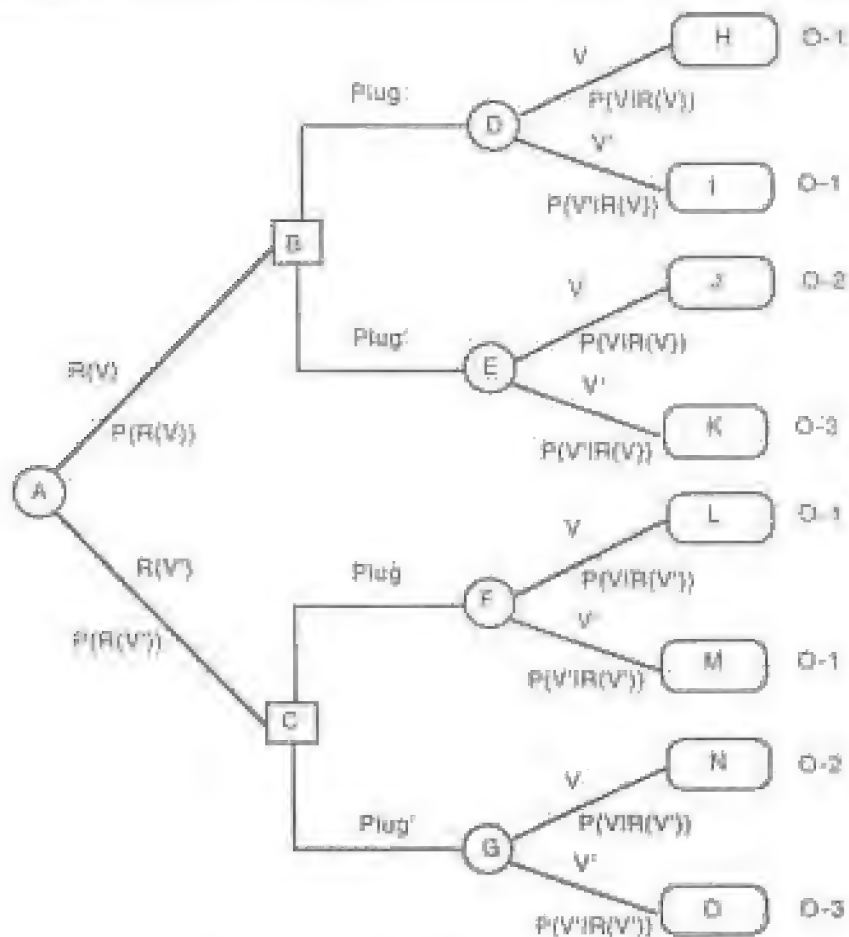 V H O-1
Plug
D P(V|R(V))
V'
I O-1
P(V'|R(V))
B
V J O-2
Plug'
E P(V|R(V))
R(V) V'
K O-3
P(R(V)) P(V'|R(V))
A
L O-1
V
R(V')
Plug P(V|R(V'))
F
P(R(V')) V'
M O-1
P(V'|R(V'))
C
N O-2
V
Plug' P(V|R(V'))
G
V'
O O-3
P(V'|R(V'))